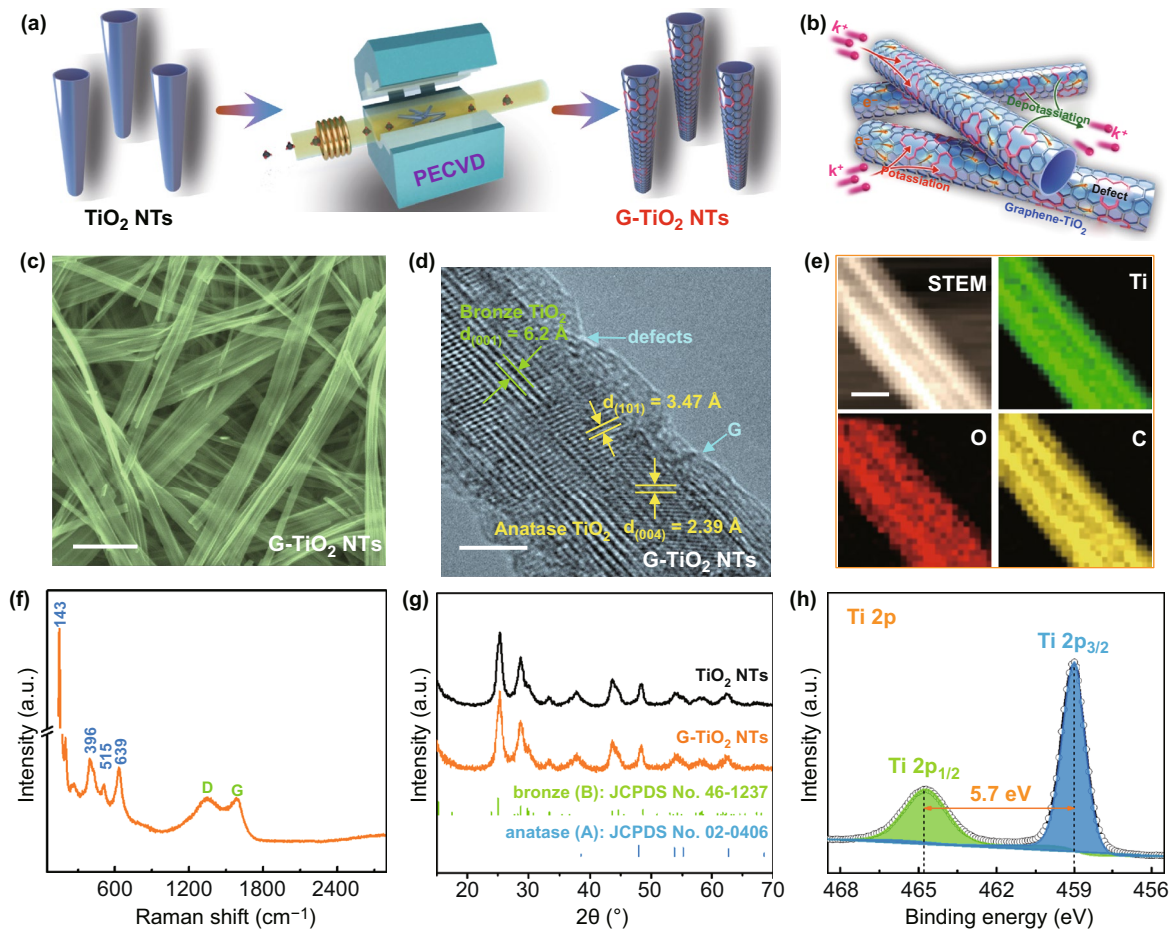 (a)
TiO2 NTs
PECVD
G-TiO2 NTs
(b)
k+
e-
Depotassiation
k+
e-
k+
Potassiation
Defect
Graphene-TiO2
(c)
G-TiO2 NTs
(d)
Bronze TiO2
d(001) = 6.2 Å
defects
d(101) = 3.47 Å
G
Anatase TiO2
d(004) = 2.39 Å
G-TiO2 NTs
(e)
STEM
Ti
O
C
(f)
143
396
515
639
D
G
Intensity (a.u.)
600
1200
1800
2400
Raman shift (cm−1)
(g)
TiO2 NTs
G-TiO2 NTs
bronze (B): JCPDS No. 46-1237
anatase (A): JCPDS No. 02-0406
Intensity (a.u.)
20
30
40
50
60
70
2θ (°)
(h)
Ti 2p
Ti 2p3/2
Ti 2p1/2
5.7 eV
Intensity (a.u.)
468
465
462
459
456
Binding energy (eV)